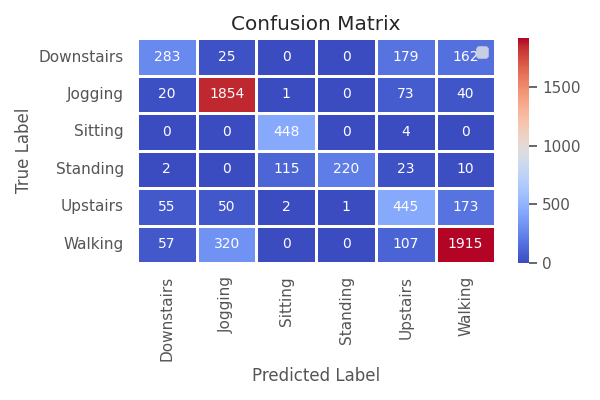 Confusion Matrix
Downstairs 283 25 0 0 179 162
Jogging 20 1854 1 0 73 40
Sitting 0 0 448 0 4 0
Standing 2 0 115 220 23 10
Upstairs 55 50 2 1 445 173
Walking 57 320 0 0 107 1915
True Label
Downstairs Jogging Sitting Standing Upstairs Walking
Predicted Label
1500
1000
500
0